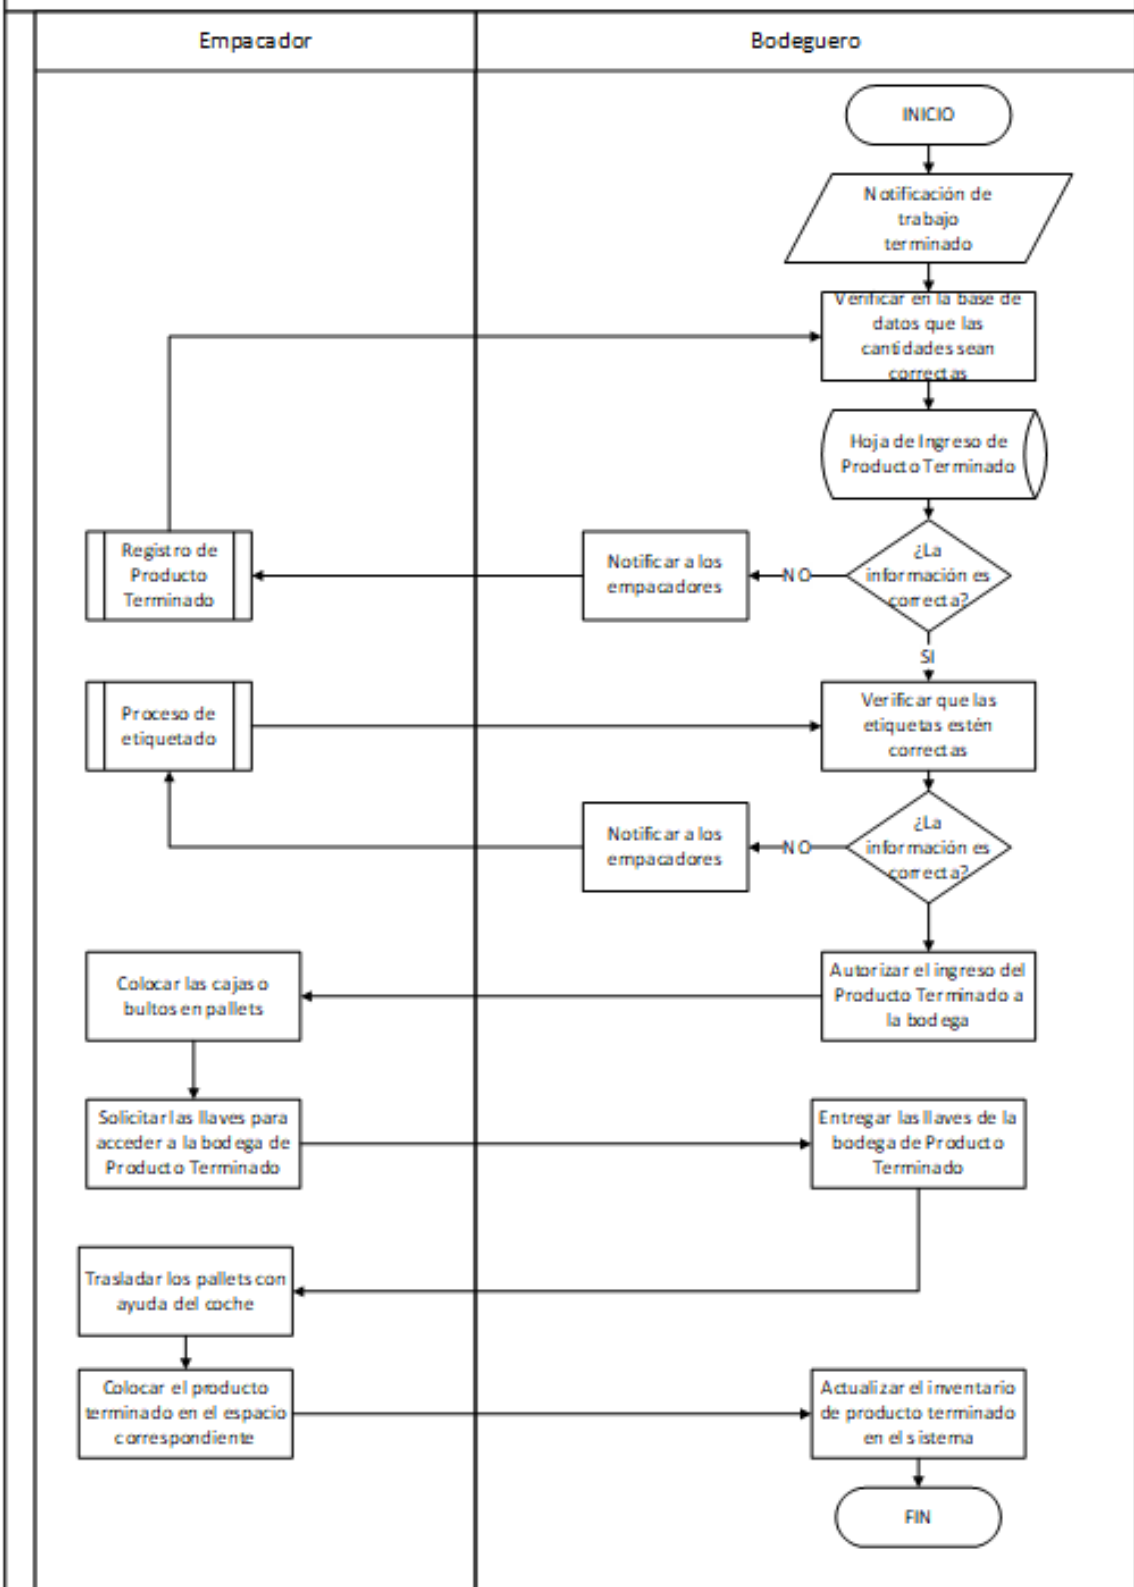 Empacador
Bodeguero
INICIO
Notificación de
trabajo
terminado
Verificar en la base de
datos que las
cantidades sean
correctas
Hoja de Ingreso de
Producto Terminado
¿La
información es
correcta?
NO
Notificar a los
empacadores
Registro de
Producto
Terminado
SI
Verificar que las
etiquetas estén
correctas
Proceso de
etiquetado
¿La
información es
correcta?
NO
Notificar a los
empacadores
Autorizar el ingreso del
Producto Terminado a
la bodega
Colocar las cajas o
bultos en pallets
Solicitar las llaves para
acceder a la bodega de
Producto Terminado
Entregar las llaves de la
bodega de Producto
Terminado
Trasladar los pallets con
ayuda del coche
Colocar el producto
terminado en el espacio
correspondiente
Actualizar el inventario
de producto terminado
en el sistema
FIN